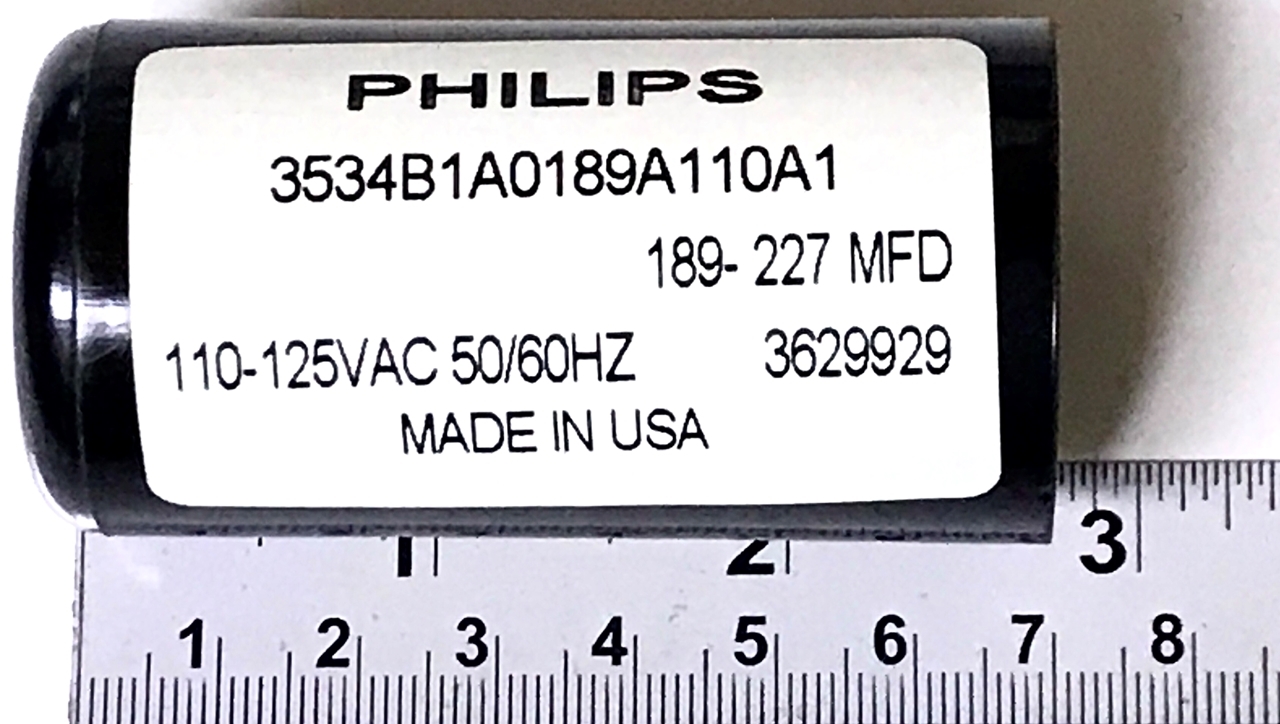 PHILIPS
3534B1A0189A110A1
189- 227 MFD
110-125VAC 50/60HZ 3629929
MADE IN USA
1 2 3
1 2 3 4 5 6 7 8